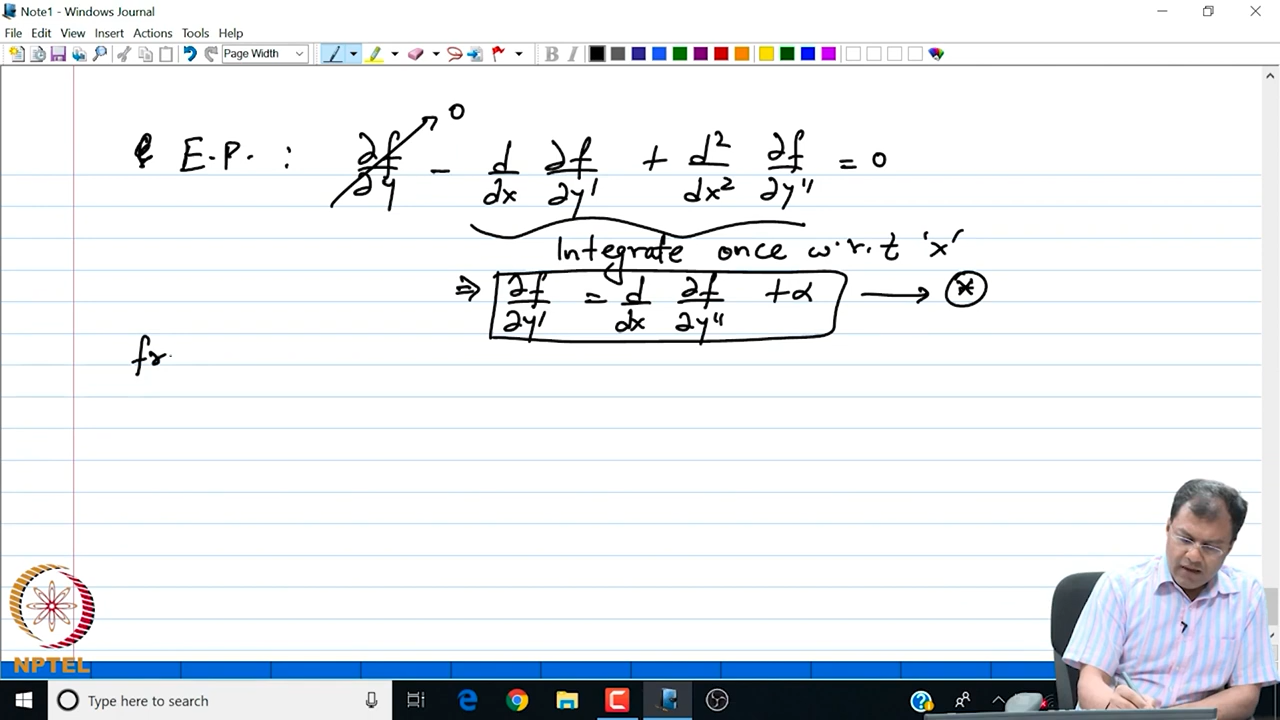 Note1 - Windows Journal
File Edit View Insert Actions Tools Help
Page Width
B I
E.P. : ∂f/∂y → 0 - d/dx ∂f/∂y' + d²/dx² ∂f/∂y'' = 0
Integrate once w.r.t 'x'
⇒ ∂f/∂y' = d/dx ∂f/∂y'' + α → ⊛
fr
NPTEL
Type here to search